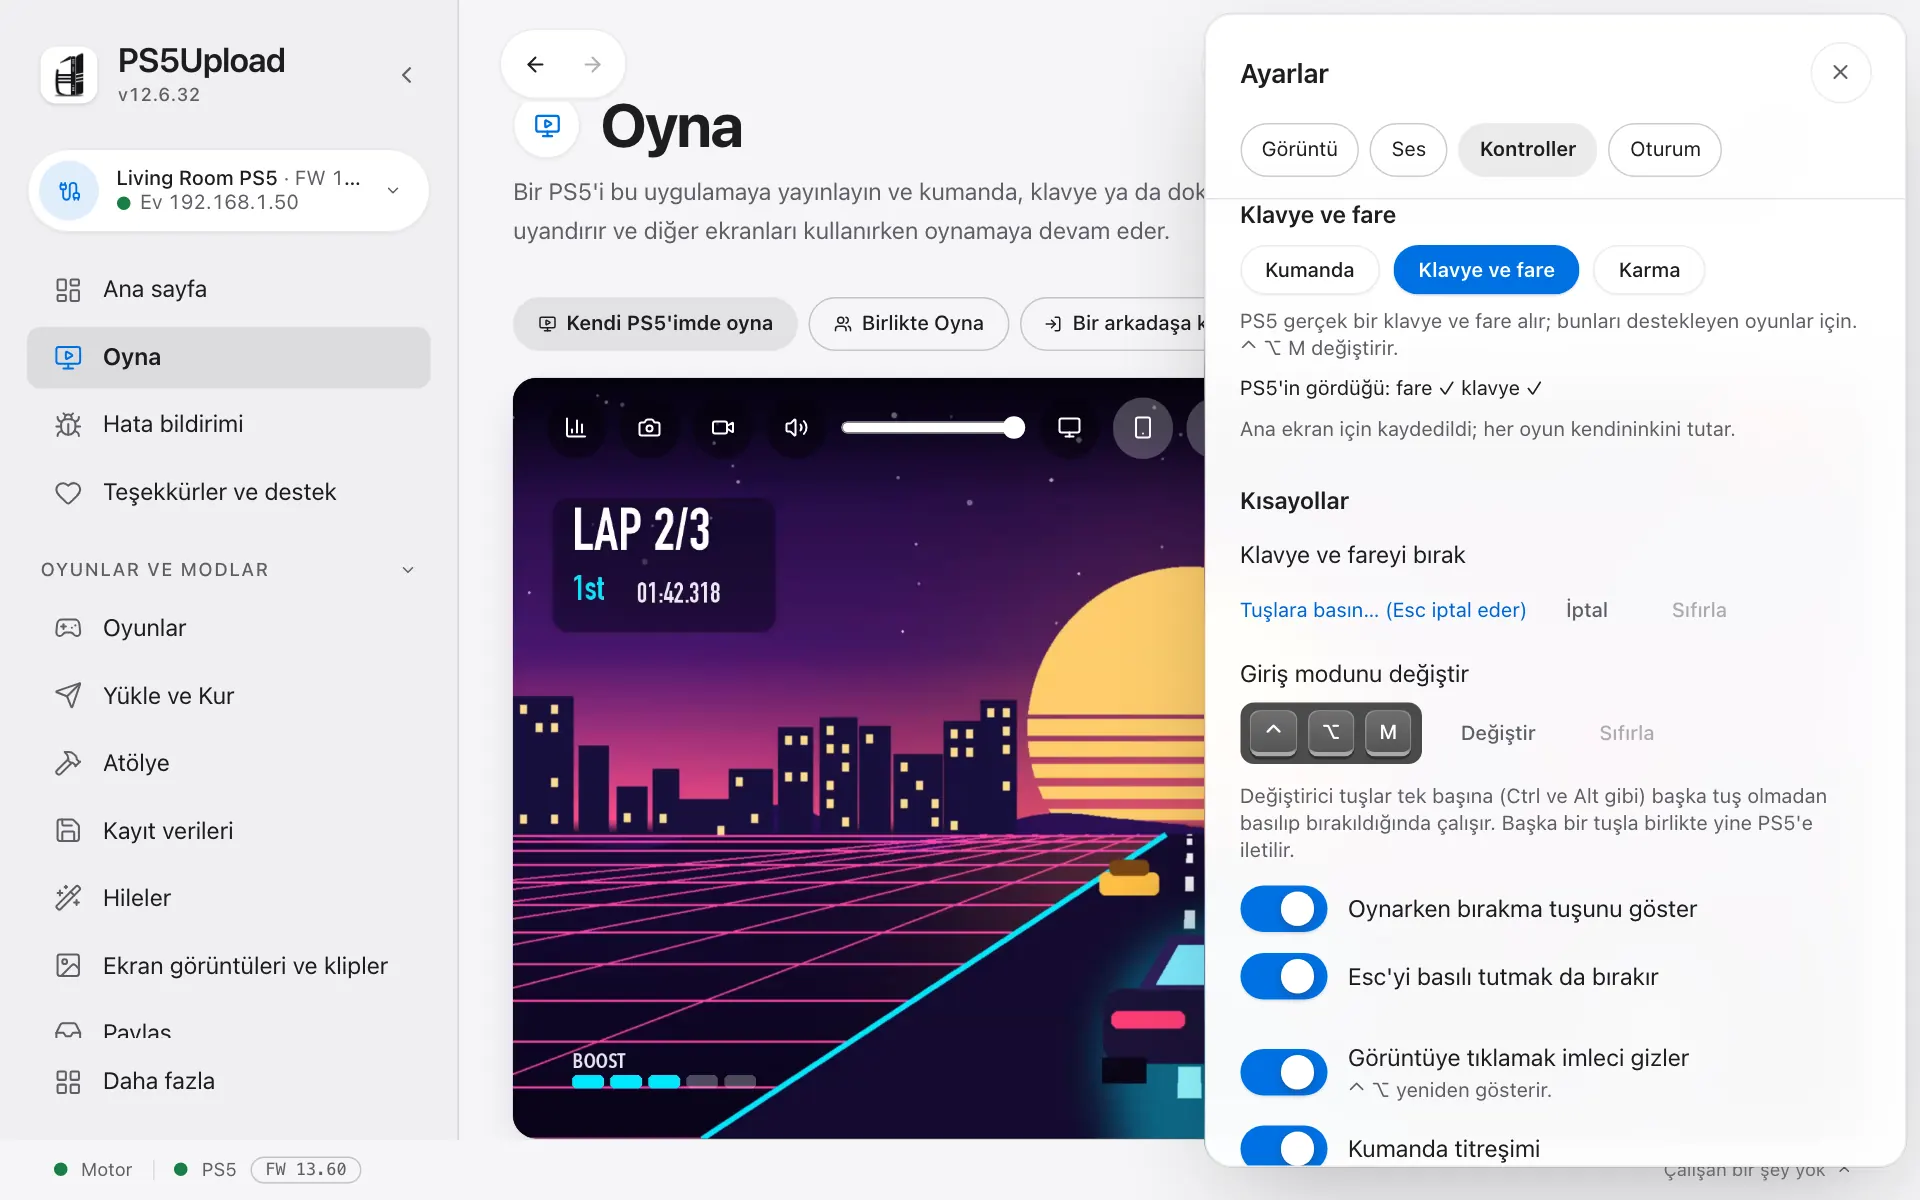 PS5Upload
v12.6.32
Living Room PS5 · FW 1...
Ev 192.168.1.50
Ana sayfa
Oyna
Hata bildirimi
Teşekkürler ve destek
OYUNLAR VE MODLAR
Oyunlar
Yükle ve Kur
Atölye
Kayıt verileri
Hileler
Ekran görüntüleri ve klipler
Paylaş
Daha fazla
Oyna
Bir PS5'i bu uygulamaya yayınlayın ve kumanda, klavye ya da dok
uyandırır ve diğer ekranları kullanırken oynamaya devam eder.
Kendi PS5'imde oyna
Birlikte Oyna
Bir arkadaşa k
LAP 2/3
1st 01:42.318
BOOST
Ayarlar
Görüntü
Ses
Kontroller
Oturum
Klavye ve fare
Kumanda
Klavye ve fare
Karma
PS5 gerçek bir klavye ve fare alır; bunları destekleyen oyunlar için.
⌃ ⌥ M değiştirir.
PS5'in gördüğü: fare ✓ klavye ✓
Ana ekran için kaydedildi; her oyun kendininkini tutar.
Kısayollar
Klavye ve fareyi bırak
Tuşlara basın... (Esc iptal eder) İptal Sıfırla
Giriş modunu değiştir
⌃ ⌥ M Değiştir Sıfırla
Değiştirici tuşlar tek başına (Ctrl ve Alt gibi) başka tuş olmadan
basılıp bırakıldığında çalışır. Başka bir tuşla birlikte yine PS5'e
iletilir.
Oynarken bırakma tuşunu göster
Esc'yi basılı tutmak da bırakır
Görüntüye tıklamak imleci gizler
⌃ ⌥ yeniden gösterir.
Kumanda titreşimi
Motor
PS5
FW 13.60
Çalışan bir şey yok